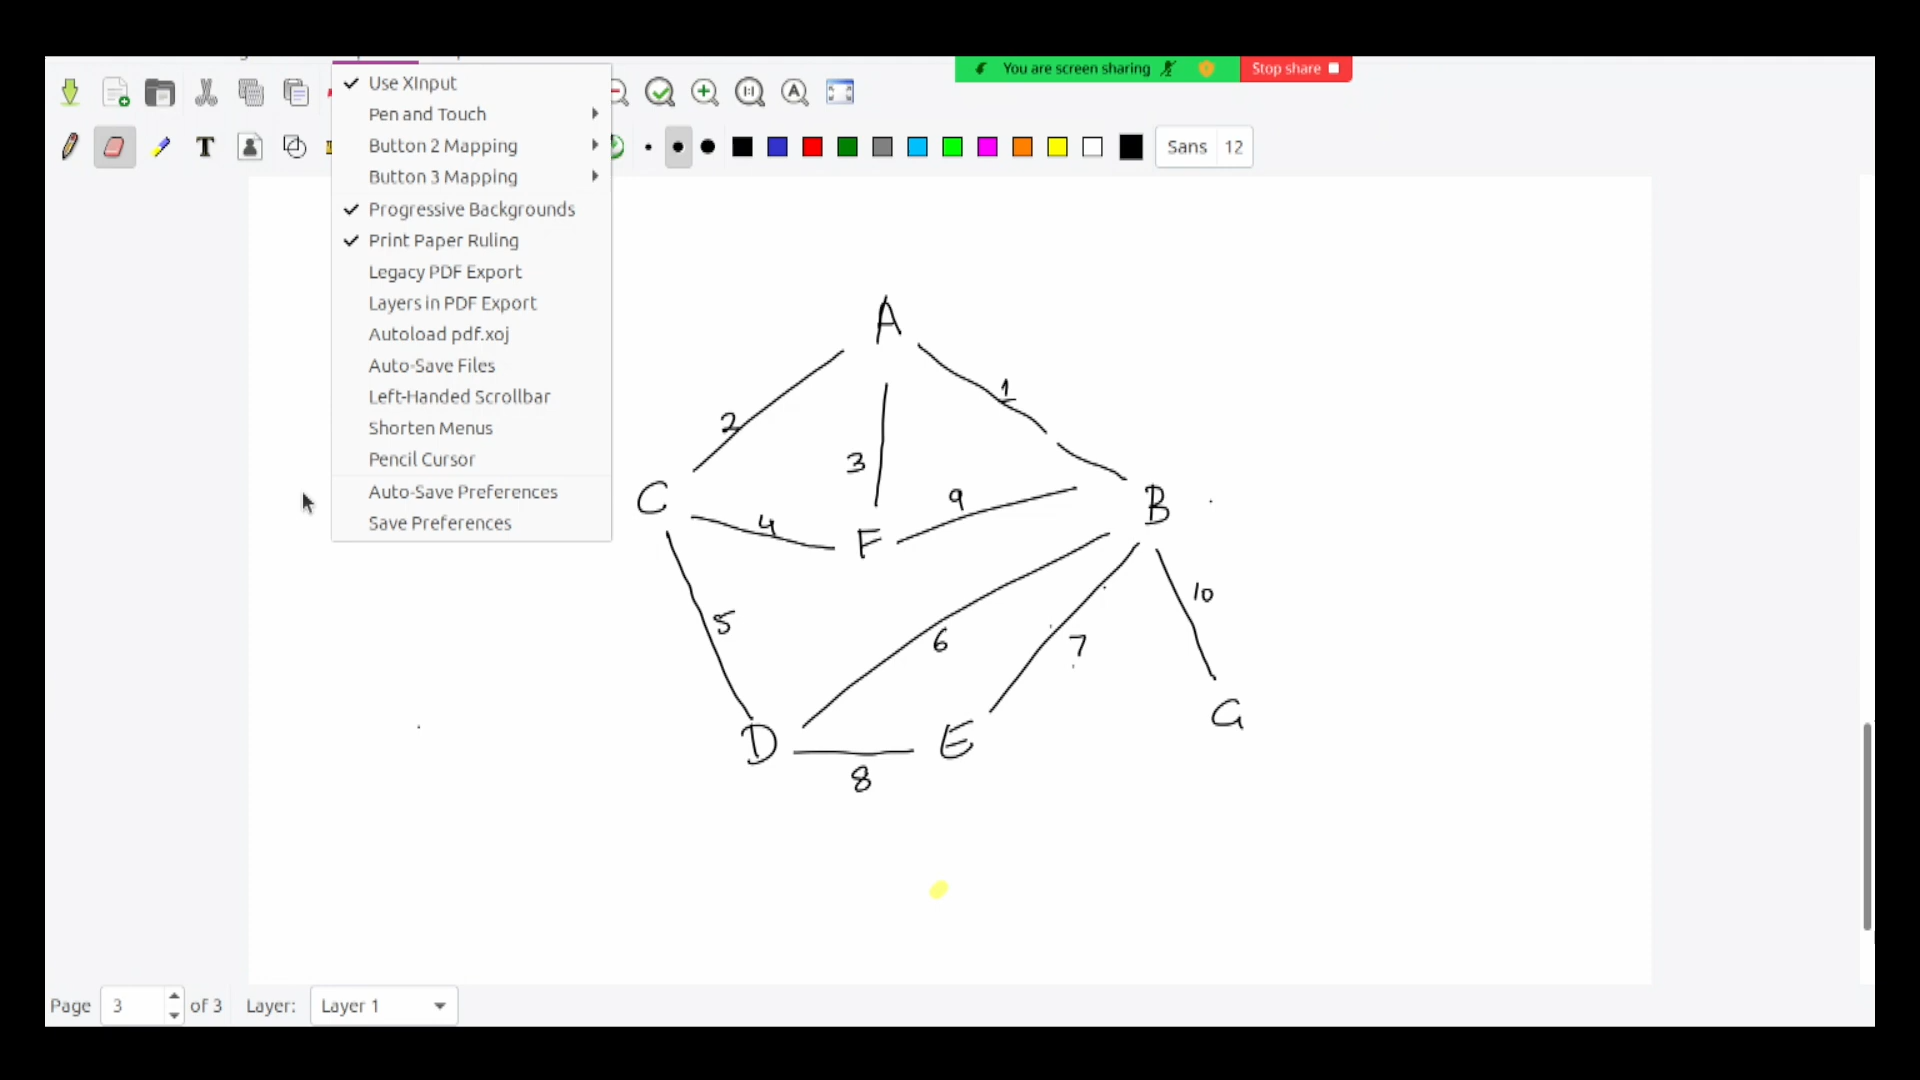 You are screen sharing
Stop share
Use XInput
Pen and Touch
Button 2 Mapping
Button 3 Mapping
Progressive Backgrounds
Print Paper Ruling
Legacy PDF Export
Layers in PDF Export
Autoload pdf.xoj
Auto-Save Files
Left-Handed Scrollbar
Shorten Menus
Pencil Cursor
Auto-Save Preferences
Save Preferences
T
1:1
A
Sans 12
A
2
1
3
C
4
F
9
B
5
6
7
10
D
8
E
G
Page 3 of 3 Layer: Layer 1